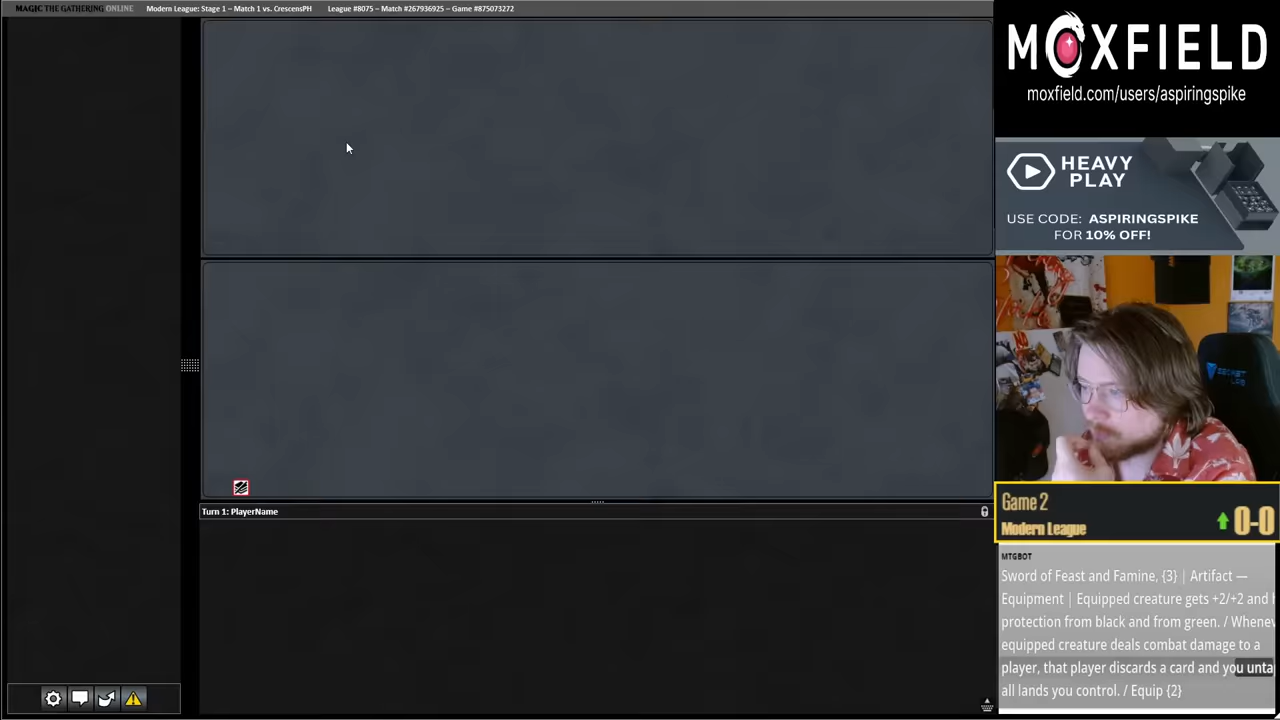 MAGIC THE GATHERING ONLINE
Modern League: Stage 1 – Match 1 vs. CrescensPH
League #8075 – Match #267936925 – Game #875073272
MOXFIELD
moxfield.com/users/aspiringspike
HEAVY
PLAY
USE CODE: ASPIRINGSPIKE
FOR 10% OFF!
SECRET
LAB
Game 2
Modern League
0-0
Turn 1: PlayerName
MTGBOT
Sword of Feast and Famine, {3} | Artifact —
Equipment | Equipped creature gets +2/+2 and h
protection from black and from green. / Wheneve
equipped creature deals combat damage to a
player, that player discards a card and you unta
all lands you control. / Equip {2}